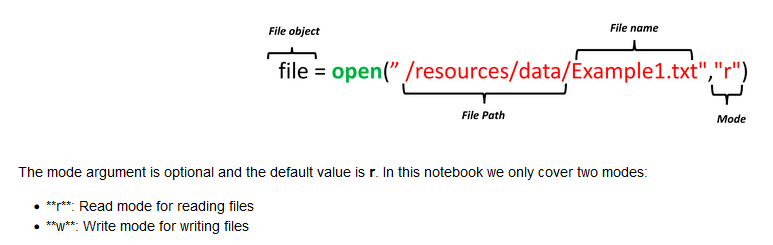 File object
File name
file = open(” /resources/data/Example1.txt","r")
File Path
Mode
The mode argument is optional and the default value is r. In this notebook we only cover two modes:
• **r**: Read mode for reading files
• **w**: Write mode for writing files